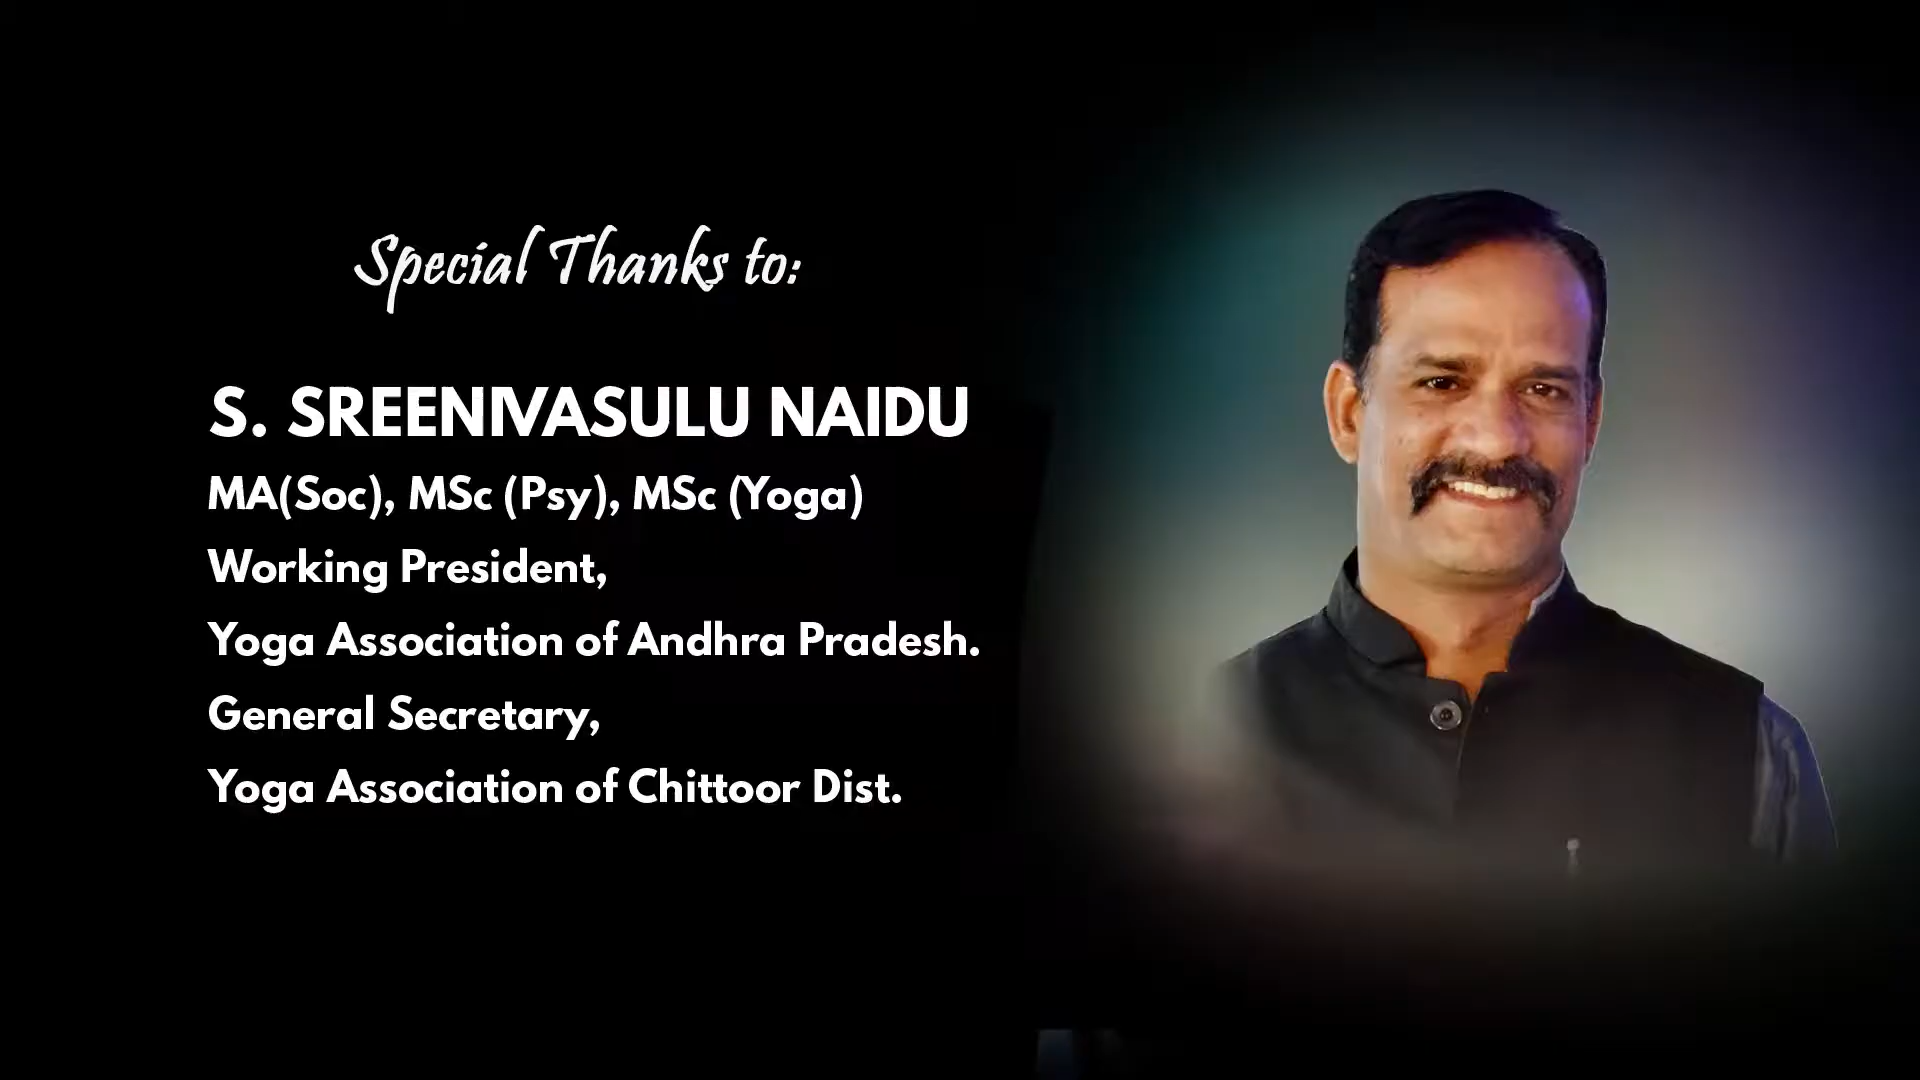 Special Thanks to:
S. SREENIVASULU NAIDU
MA(Soc), MSc (Psy), MSc (Yoga)
Working President,
Yoga Association of Andhra Pradesh.
General Secretary,
Yoga Association of Chittoor Dist.